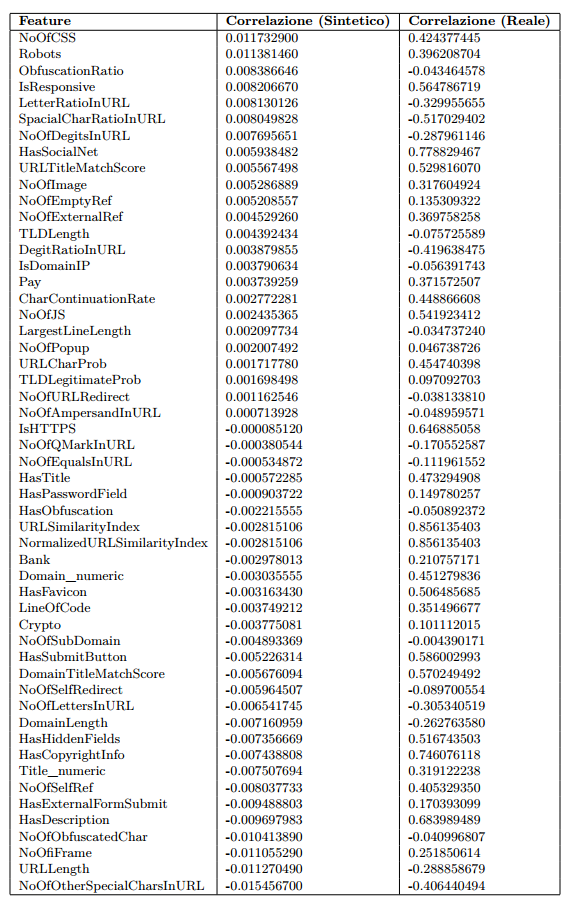 Feature Correlazione (Sintetico) Correlazione (Reale)
NoOfCSS 0.011732900 0.424377445
Robots 0.011381460 0.396208704
ObfuscationRatio 0.008386646 -0.043464578
IsResponsive 0.008206670 0.564786719
LetterRatioInURL 0.008130126 -0.329955655
SpacialCharRatioInURL 0.008049828 -0.517029402
NoOfDegitsInURL 0.007695651 -0.287961146
HasSocialNet 0.005938482 0.778829467
URLTitleMatchScore 0.005567498 0.529816070
NoOfImage 0.005286889 0.317604924
NoOfEmptyRef 0.005208557 0.135309322
NoOfExternalRef 0.004529260 0.369758258
TLDLength 0.004392434 -0.075725589
DegitRatioInURL 0.003879855 -0.419638475
IsDomainIP 0.003790634 -0.056391743
Pay 0.003739259 0.371572507
CharContinuationRate 0.002772281 0.448866608
NoOfJS 0.002435365 0.541923412
LargestLineLength 0.002097734 -0.034737240
NoOfPopup 0.002007492 0.046738726
URLCharProb 0.001717780 0.454740398
TLDLegitimateProb 0.001698498 0.097092703
NoOfURLRedirect 0.001162546 -0.038133810
NoOfAmpersandInURL 0.000713928 -0.048959571
IsHTTPS -0.000085120 0.646885058
NoOfQMarkInURL -0.000380544 -0.170552587
NoOfEqualsInURL -0.000534872 -0.111961552
HasTitle -0.000572285 0.473294908
HasPasswordField -0.000903722 0.149780257
HasObfuscation -0.002215555 -0.050892372
URLSimilarityIndex -0.002815106 0.856135403
NormalizedURLSimilarityIndex -0.002815106 0.856135403
Bank -0.002978013 0.210757171
Domain_numeric -0.003035555 0.451279836
HasFavicon -0.003163430 0.506485685
LineOfCode -0.003749212 0.351496677
Crypto -0.003775081 0.101112015
NoOfSubDomain -0.004893369 -0.004390171
HasSubmitButton -0.005226314 0.586002993
DomainTitleMatchScore -0.005676094 0.570249492
NoOfSelfRedirect -0.005964507 -0.089700554
NoOfLettersInURL -0.006541745 -0.305340519
DomainLength -0.007160959 -0.262763580
HasHiddenFields -0.007356669 0.516743503
HasCopyrightInfo -0.007438808 0.746076118
Title_numeric -0.007507694 0.319122238
NoOfSelfRef -0.008037733 0.405329350
HasExternalFormSubmit -0.009488803 0.170393099
HasDescription -0.009697983 0.683989489
NoOfObfuscatedChar -0.010413890 -0.040996807
NoOfiFrame -0.011055290 0.251850614
URLLength -0.011270490 -0.288858679
NoOfOtherSpecialCharsInURL -0.015456700 -0.406440494